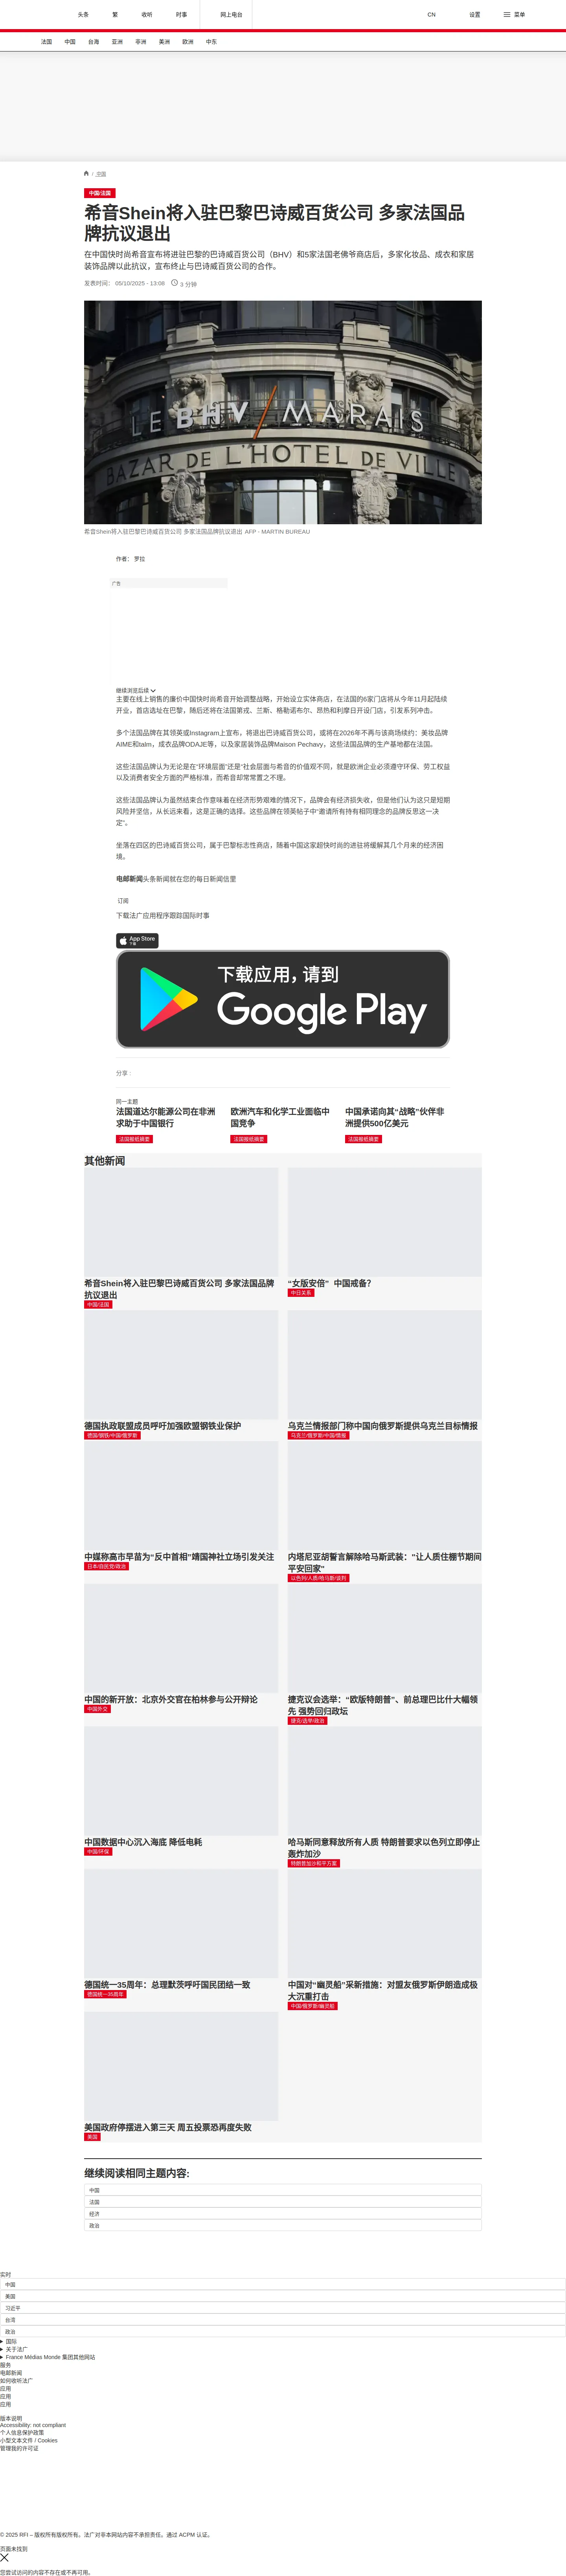 头条
繁
收听
时事
网上电台
CN
设置
菜单
法国
中国
台海
亚洲
非洲
美洲
欧洲
中东
/ 中国
中国/法国
希音Shein将入驻巴黎巴诗威百货公司 多家法国品
牌抗议退出
在中国快时尚希音宣布将进驻巴黎的巴诗威百货公司（BHV）和5家法国老佛爷商店后，多家化妆品、成衣和家居
装饰品牌以此抗议，宣布终止与巴诗威百货公司的合作。
发表时间： 05/10/2025 - 13:08
3 分钟
LE BHV / MARAIS
BAZAR DE L'HOTEL DE VILLE
希音Shein将入驻巴黎巴诗威百货公司 多家法国品牌抗议退出 AFP - MARTIN BUREAU
作者： 罗拉
广告
继续浏览后续
主要在线上销售的廉价中国快时尚希音开始调整战略，开始设立实体商店，在法国的6家门店将从今年11月起陆续
开业，首店选址在巴黎，随后还将在法国第戎、兰斯、格勒诺布尔、昂热和利摩日开设门店，引发系列冲击。
多个法国品牌在其领英或Instagram上宣布，将退出巴诗威百货公司，或将在2026年不再与该商场续约：美妆品牌
AIME和talm，成衣品牌ODAJE等，以及家居装饰品牌Maison Pechavy，这些法国品牌的生产基地都在法国。
这些法国品牌认为无论是在“环境层面”还是“社会层面与希音的价值观不同，就是欧洲企业必须遵守环保、劳工权益
以及消费者安全方面的严格标准，而希音却常常置之不理。
这些法国品牌认为虽然结束合作意味着在经济形势艰难的情况下，品牌会有经济损失收，但是他们认为这只是短期
风险并坚信，从长远来看，这是正确的选择。这些品牌在领英帖子中“邀请所有持有相同理念的品牌反思这一决
定”。
坐落在四区的巴诗威百货公司，属于巴黎标志性商店，随着中国这家超快时尚的进驻将缓解其几个月来的经济困
境。
电邮新闻头条新闻就在您的每日新闻信里
订阅
下载法广应用程序跟踪国际时事
App Store
下载
下载应用，请到
Google Play
分享 :
同一主题
法国道达尔能源公司在非洲
求助于中国银行
法国报纸摘要
欧洲汽车和化学工业面临中
国竞争
法国报纸摘要
中国承诺向其“战略”伙伴非
洲提供500亿美元
法国报纸摘要
其他新闻
希音Shein将入驻巴黎巴诗威百货公司 多家法国品牌
抗议退出
中国/法国
“女版安倍” 中国戒备？
中日关系
德国执政联盟成员呼吁加强欧盟钢铁业保护
德国/钢铁/中国/俄罗斯
乌克兰情报部门称中国向俄罗斯提供乌克兰目标情报
乌克兰/俄罗斯/中国/情报
中媒称高市早苗为“反中首相”靖国神社立场引发关注
日本/自民党/政治
内塔尼亚胡誓言解除哈马斯武装："让人质住棚节期间
平安回家"
以色列/人质/哈马斯/谈判
中国的新开放：北京外交官在柏林参与公开辩论
中国外交
捷克议会选举：“欧版特朗普”、前总理巴比什大幅领
先 强势回归政坛
捷克/选举/政治
中国数据中心沉入海底 降低电耗
中国/环保
哈马斯同意释放所有人质 特朗普要求以色列立即停止
轰炸加沙
特朗普加沙和平方案
德国统一35周年：总理默茨呼吁国民团结一致
德国统一35周年
中国对“幽灵船”采新措施：对盟友俄罗斯伊朗造成极
大沉重打击
中国/俄罗斯/幽灵船
美国政府停摆进入第三天 周五投票恐再度失败
美国
继续阅读相同主题内容:
中国
法国
经济
政治
实时
中国
美国
习近平
台湾
政治
国际
关于法广
France Médias Monde 集团其他网站
服务
电邮新闻
如何收听法广
应用
应用
应用
版本说明
Accessibility: not compliant
个人信息保护政策
小型文本文件 / Cookies
管理我的许可证
© 2025 RFI – 版权所有版权所有。法广对非本网站内容不承担责任。通过 ACPM 认证。
页面未找到
您尝试访问的内容不存在或不再可用。